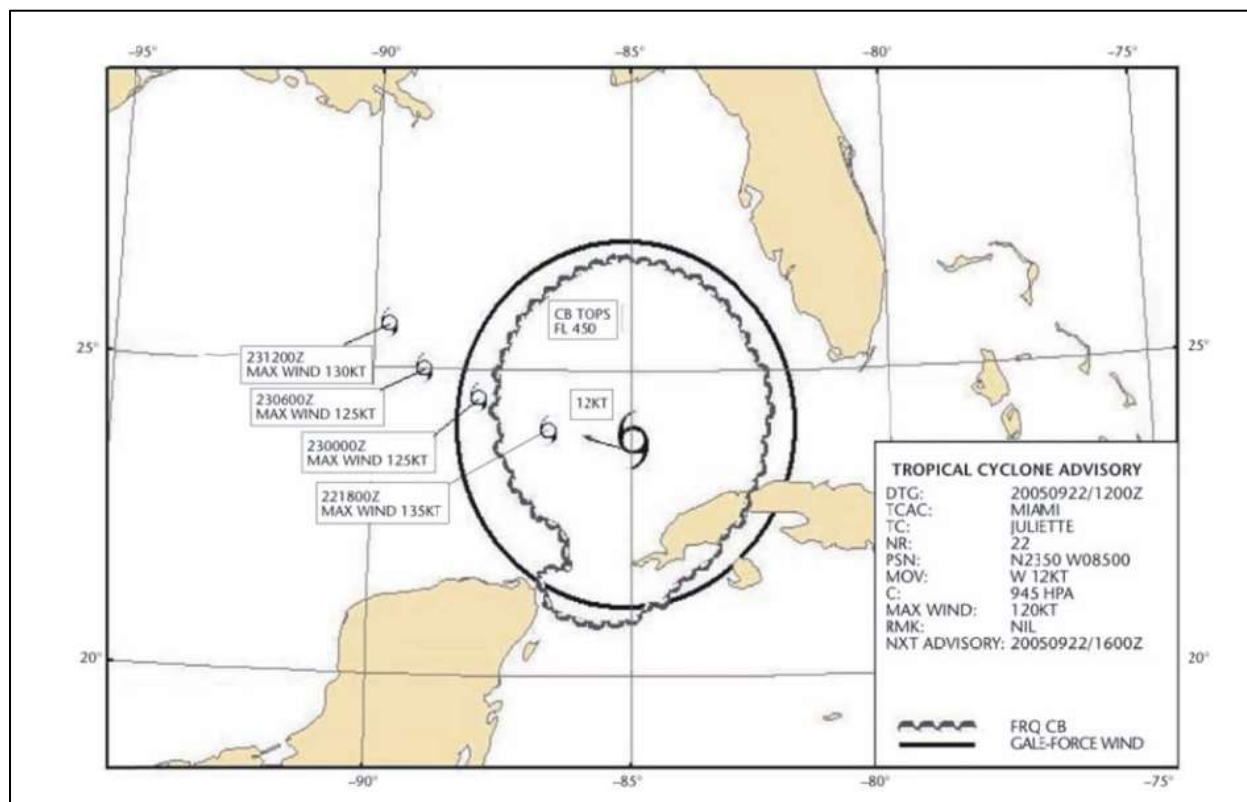 –95°
–90°
–85°
–80°
–75°
CB TOPS
FL 450
25°
25°
231200Z
MAX WIND 130KT
230600Z
MAX WIND 125KT
12KT
230000Z
MAX WIND 125KT
221800Z
MAX WIND 135KT
TROPICAL CYCLONE ADVISORY
DTG: 20050922/1200Z
TCAC: MIAMI
TC: JULIETTE
NR: 22
PSN: N2350 W08500
MOV: W 12KT
C: 945 HPA
MAX WIND: 120KT
RMK: NIL
NXT ADVISORY: 20050922/1600Z
20°
20°
FRQ CB
GALE-FORCE WIND
–90°
–85°
–80°
–75°